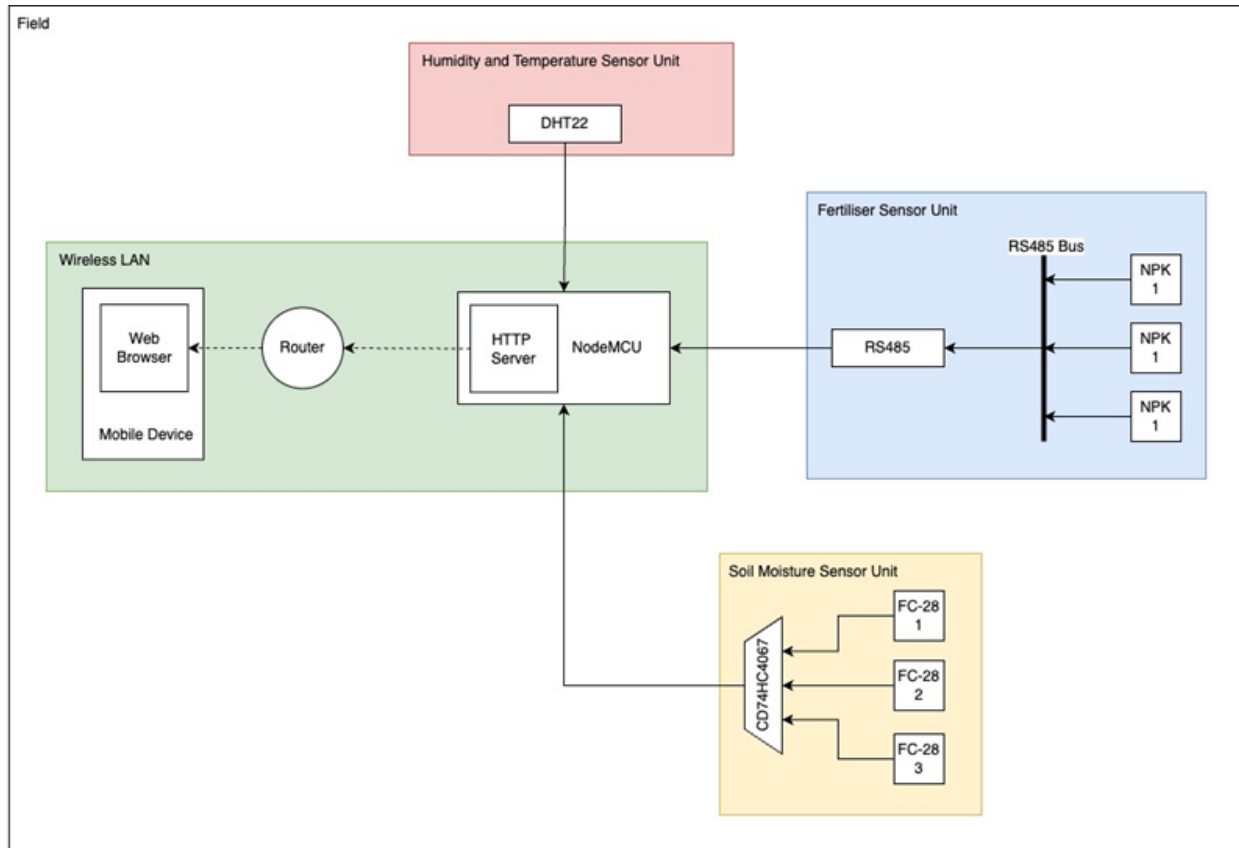 Field
Humidity and Temperature Sensor Unit
DHT22
Fertiliser Sensor Unit
RS485 Bus
NPK
1
NPK
1
NPK
1
RS485
Wireless LAN
Web
Browser
Mobile Device
Router
HTTP
Server
NodeMCU
Soil Moisture Sensor Unit
CD74HC4067
FC-28
1
FC-28
2
FC-28
3